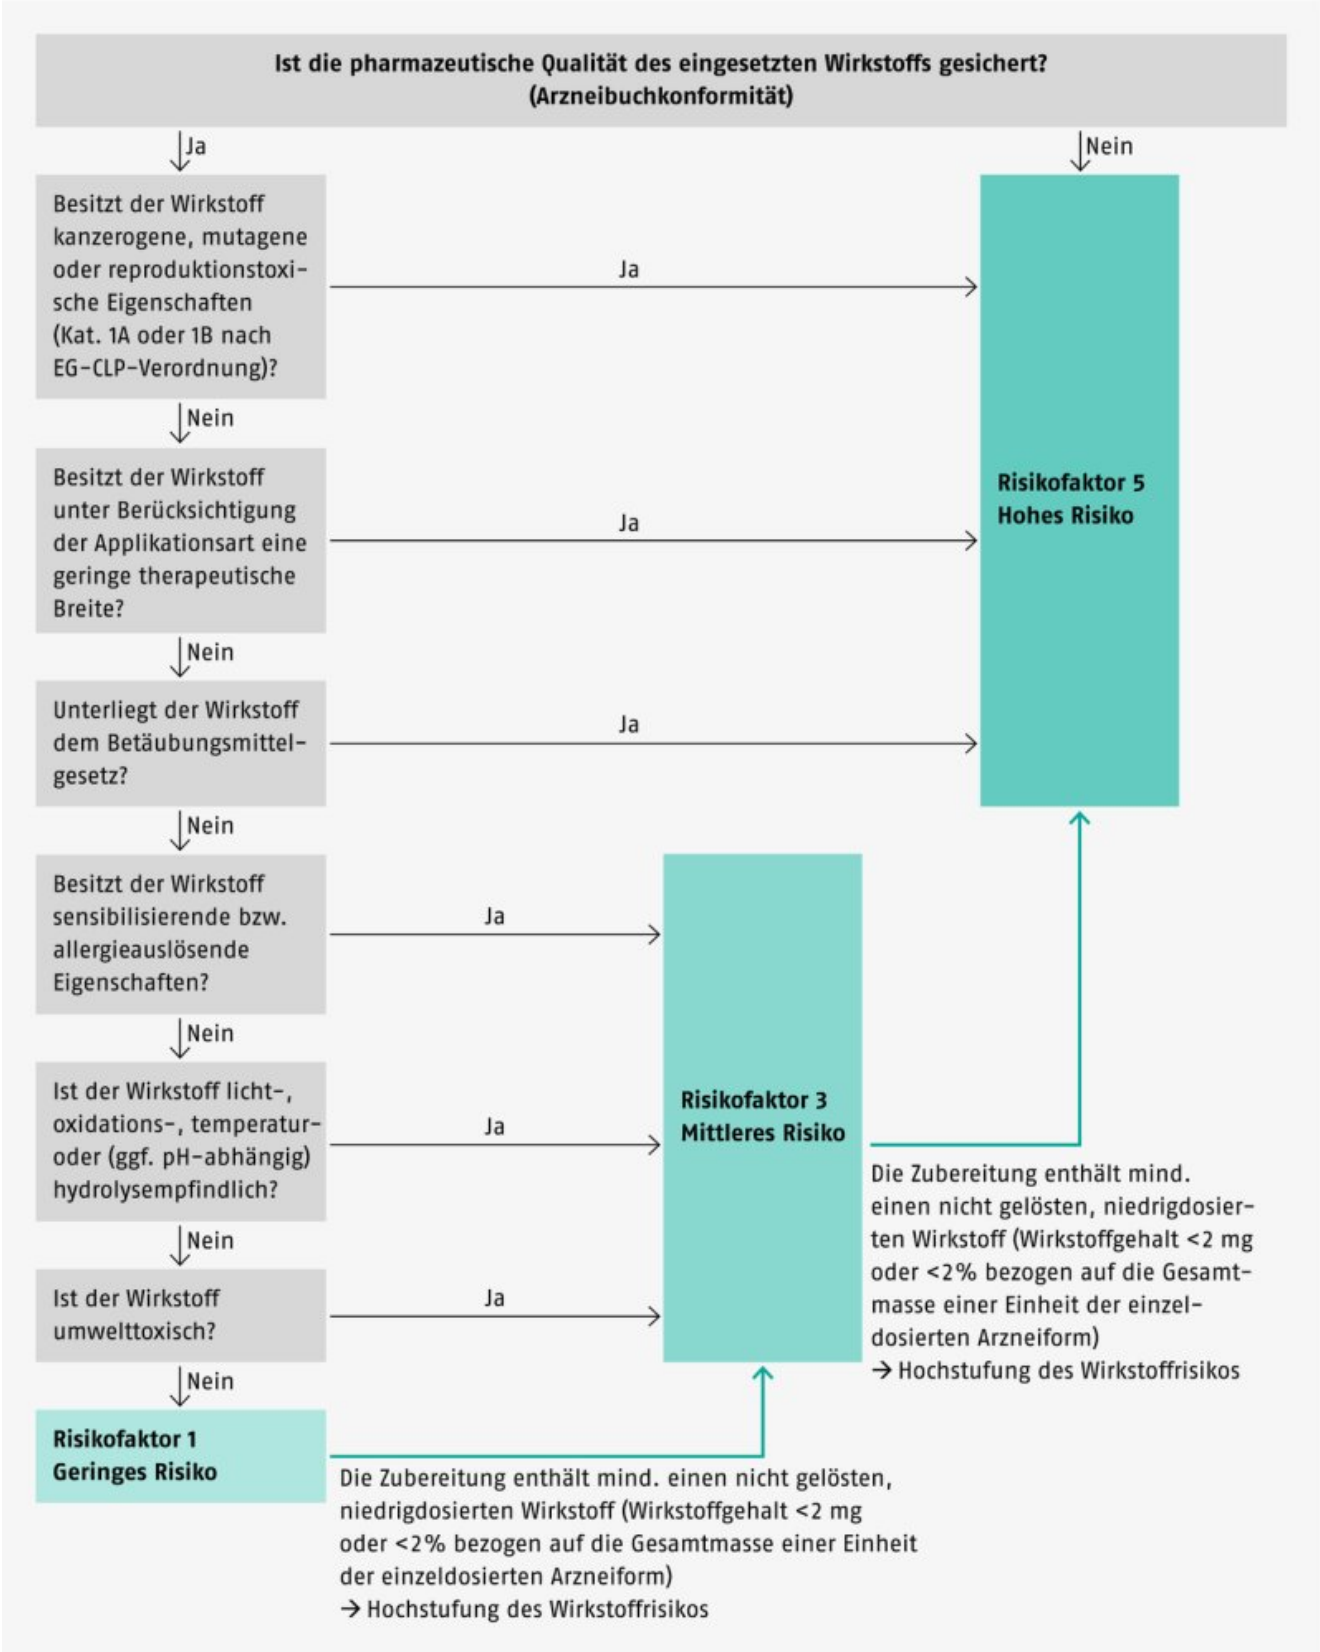 Ist die pharmazeutische Qualität des eingesetzten Wirkstoffs gesichert?
(Arzneibuchkonformität)
Ja
Nein
Besitzt der Wirkstoff
kanzerogene, mutagene
oder reproduktionstoxi-
sche Eigenschaften
(Kat. 1A oder 1B nach
EG-CLP-Verordnung)?
Ja
Nein
Besitzt der Wirkstoff
unter Berücksichtigung
der Applikationsart eine
geringe therapeutische
Breite?
Ja
Risikofaktor 5
Hohes Risiko
Nein
Unterliegt der Wirkstoff
dem Betäubungsmittel-
gesetz?
Ja
Nein
Besitzt der Wirkstoff
sensibilisierende bzw.
allergieauslösende
Eigenschaften?
Ja
Nein
Ist der Wirkstoff licht-,
oxidations-, temperatur-
oder (ggf. pH-abhängig)
hydrolysempfindlich?
Ja
Risikofaktor 3
Mittleres Risiko
Die Zubereitung enthält mind.
einen nicht gelösten, niedrigdosier-
ten Wirkstoff (Wirkstoffgehalt <2 mg
oder <2% bezogen auf die Gesamt-
masse einer Einheit der einzel-
dosierten Arzneiform)
→ Hochstufung des Wirkstoffrisikos
Nein
Ist der Wirkstoff
umwelttoxisch?
Ja
Nein
Risikofaktor 1
Geringes Risiko
Die Zubereitung enthält mind. einen nicht gelösten,
niedrigdosierten Wirkstoff (Wirkstoffgehalt <2 mg
oder <2% bezogen auf die Gesamtmasse einer Einheit
der einzeldosierten Arzneiform)
→ Hochstufung des Wirkstoffrisikos